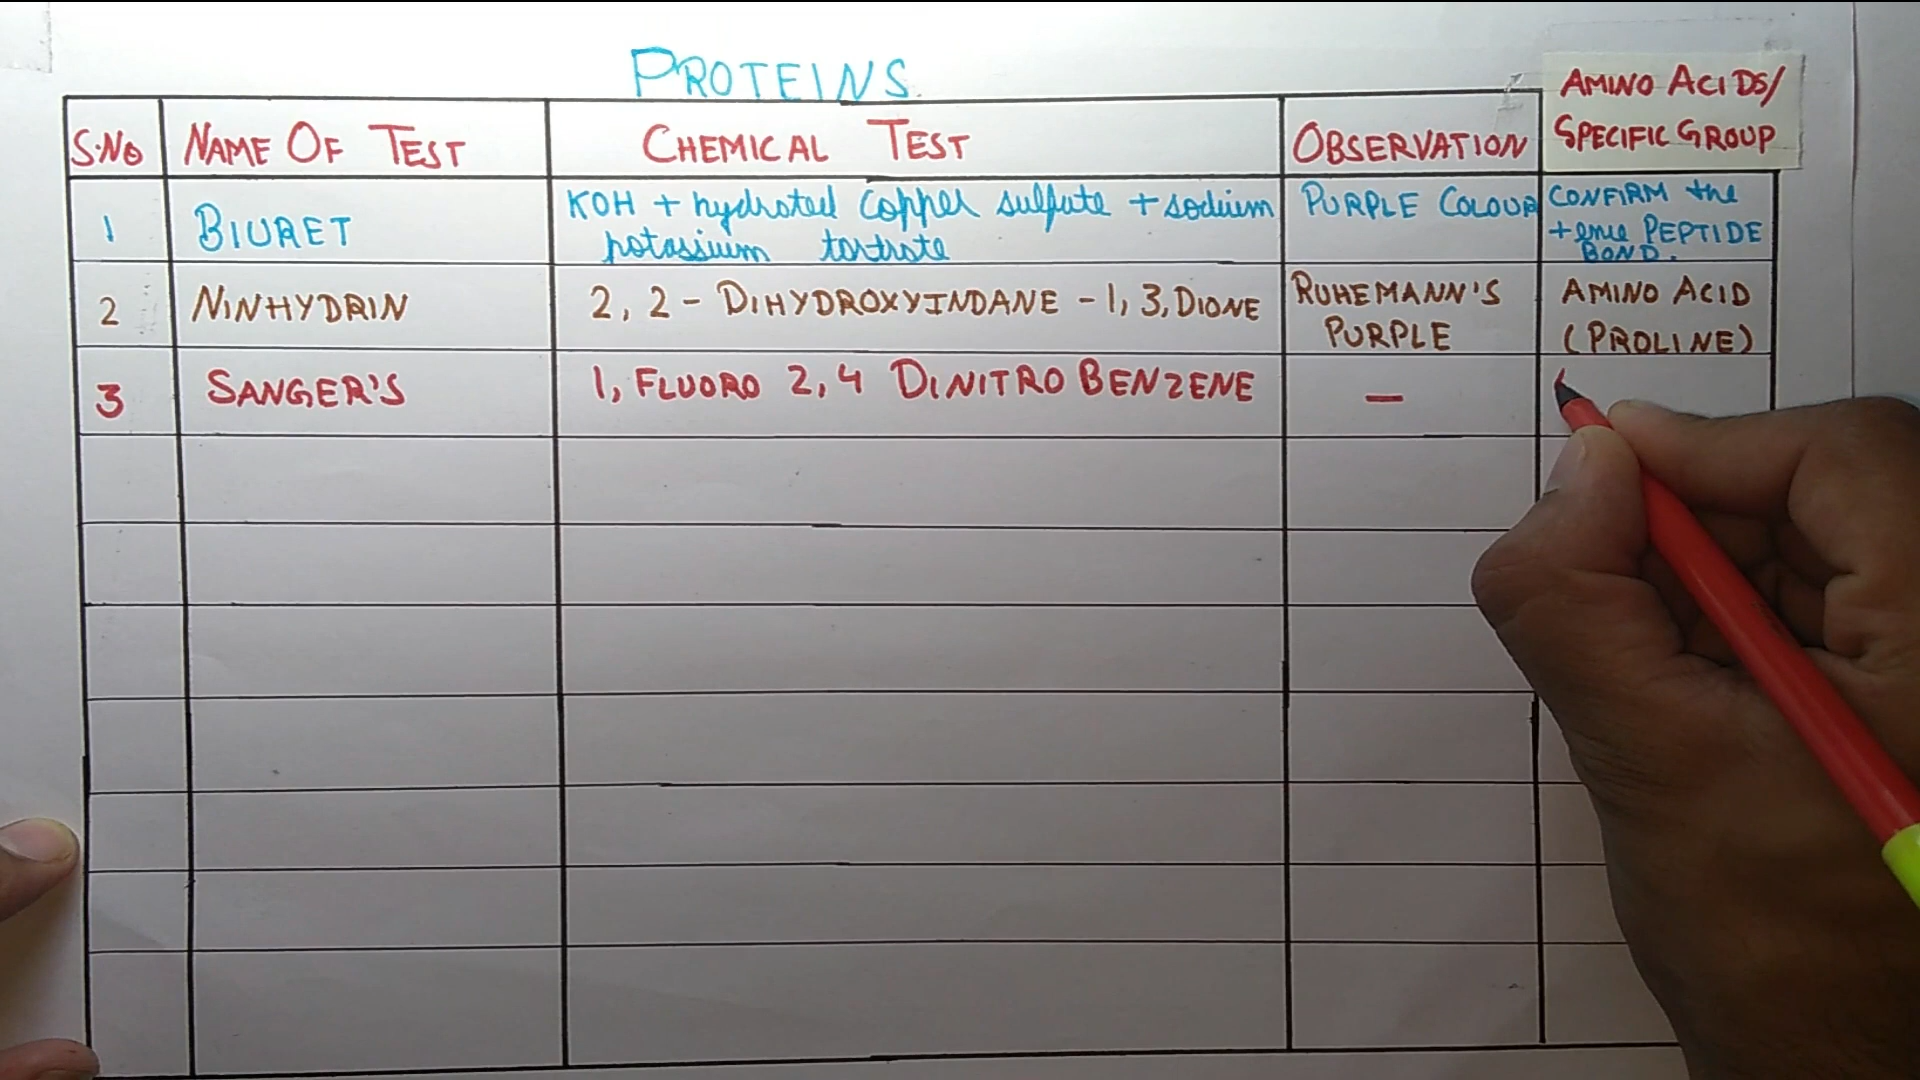 PROTEINS
S.No
NAME OF TEST
CHEMICAL TEST
OBSERVATION
AMINO ACIDS/
SPECIFIC GROUP
1
BIURET
KOH + hydrated copper sulfate + sodium
potassium tartrate
PURPLE COLOUR
CONFIRM the
+ence PEPTIDE
BOND.
2
NINHYDRIN
2, 2 - DIHYDROXYINDANE - 1, 3, DIONE
RUHEMANN'S
PURPLE
AMINO ACID
(PROLINE)
3
SANGER'S
1, FLUORO 2, 4 DINITRO BENZENE
—